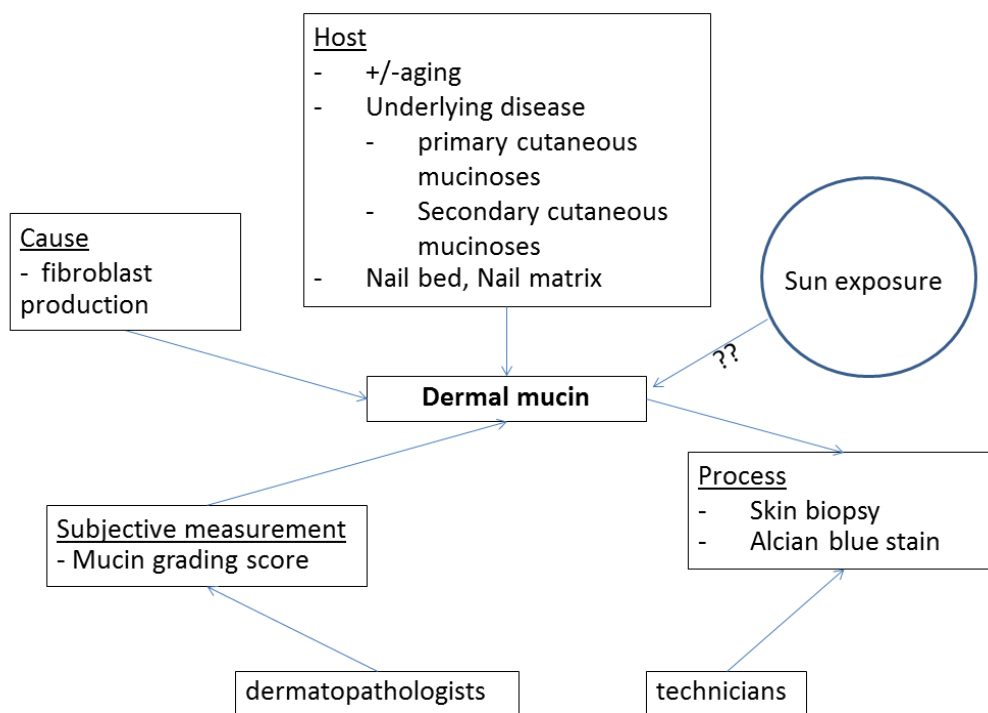 Host
- +/-aging
- Underlying disease
- primary cutaneous
mucinoses
- Secondary cutaneous
mucinoses
- Nail bed, Nail matrix
Cause
- fibroblast
production
Sun exposure
??
Dermal mucin
Subjective measurement
- Mucin grading score
Process
- Skin biopsy
- Alcian blue stain
dermatopathologists
technicians